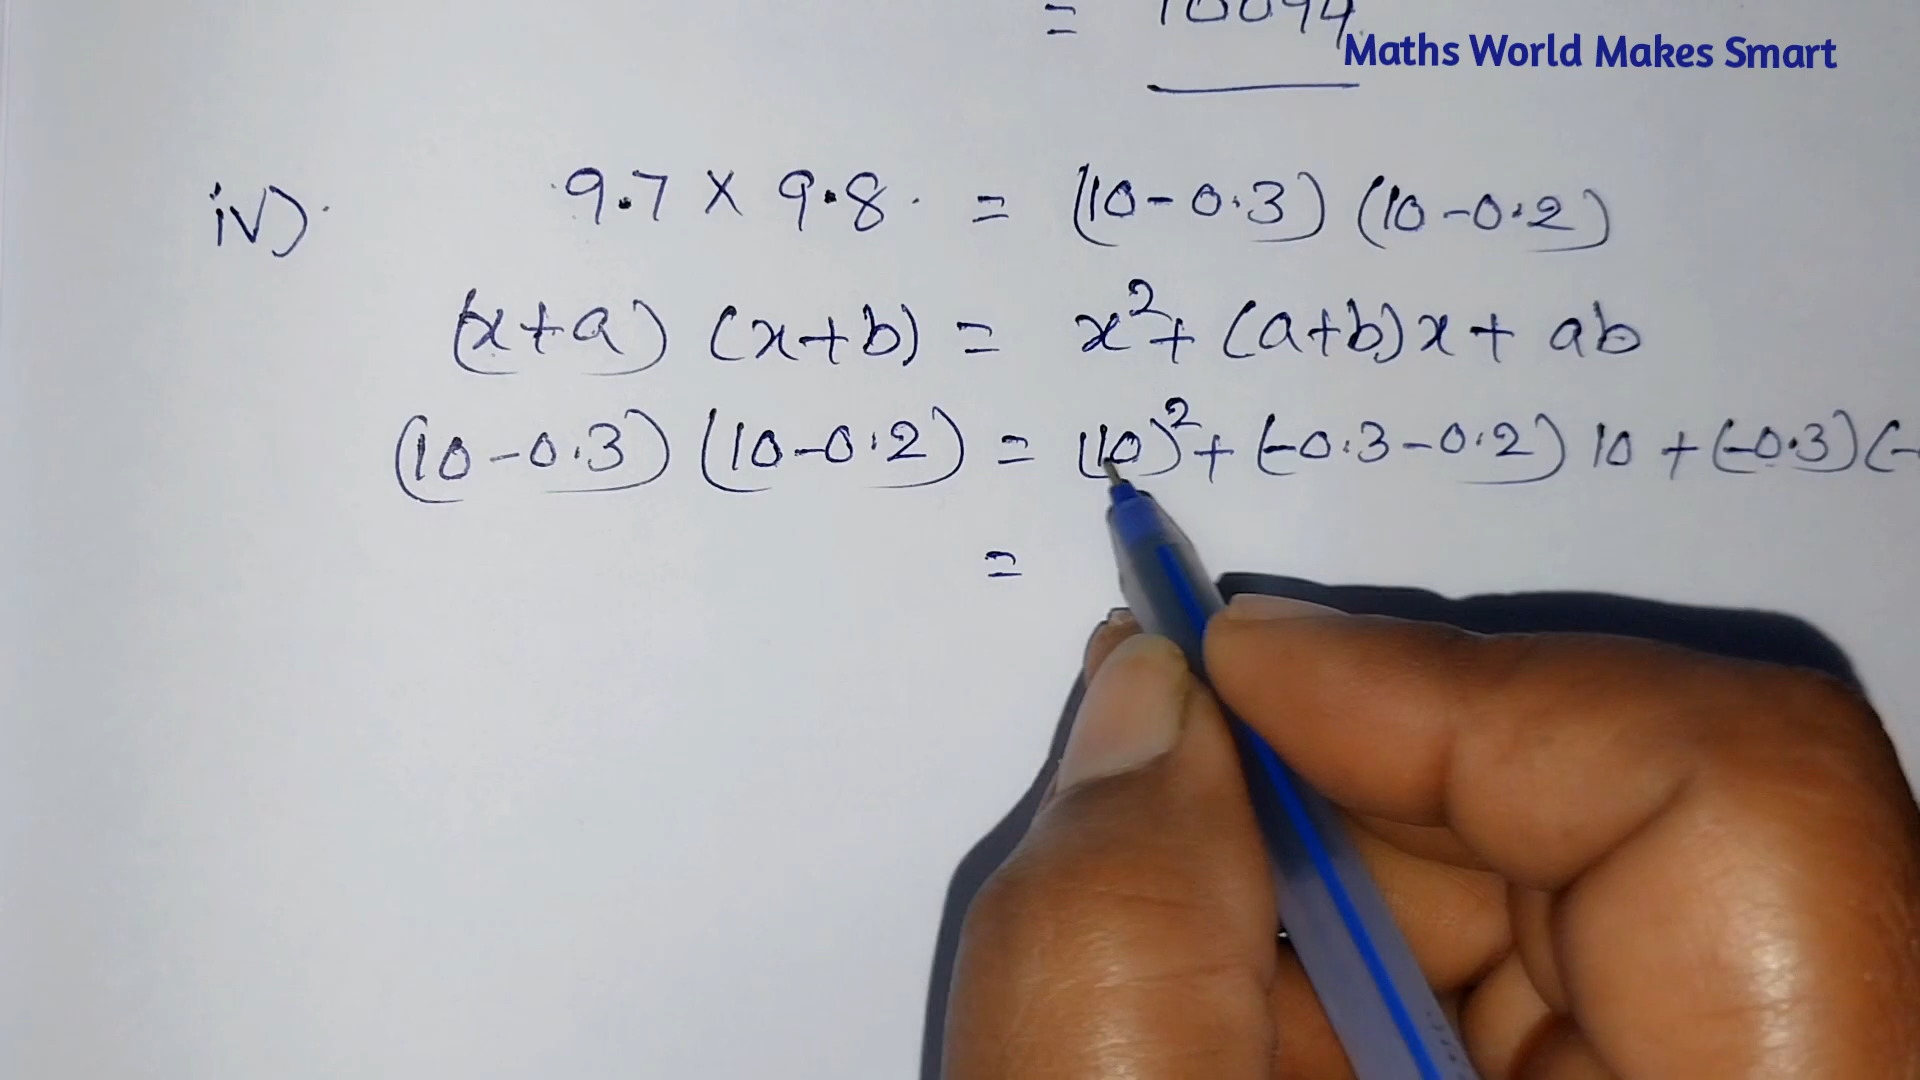 = 10094
Maths World Makes Smart
iv). 9.7 × 9.8 = (10-0.3) (10-0.2)
(x+a) (x+b) = x²+ (a+b)x+ ab
(10-0.3) (10-0.2) = (10)²+ (-0.3-0.2) 10 +(-0.3)(-
=